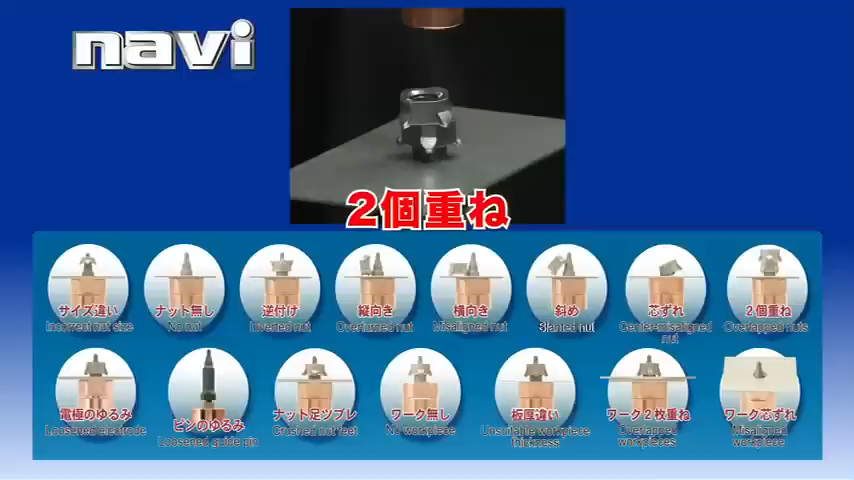 navi
2個重ね
サイズ違い
Incorrect nut size
ナット無し
No nut
逆付け
Inverted nut
縦向き
Overturned nut
横向き
Misaligned nut
斜め
Slanted nut
芯ずれ
Center-misaligned
nut
2個重ね
Overlapped nuts
電極のゆるみ
Loosened electrode
ピンのゆるみ
Loosened guide pin
ナット足ツブレ
Crushed nut feet
ワーク無し
No workpiece
板厚違い
Unsuitable workpiece
thickness
ワーク2枚重ね
Overlapped
workpieces
ワーク芯ずれ
Misaligned
workpiece